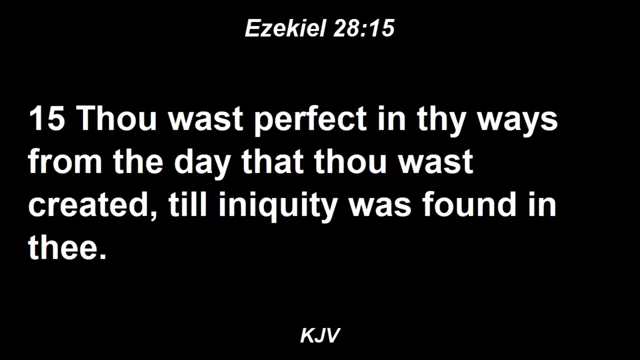 Ezekiel 28:15
15 Thou wast perfect in thy ways
from the day that thou wast
created, till iniquity was found in
thee.
KJV